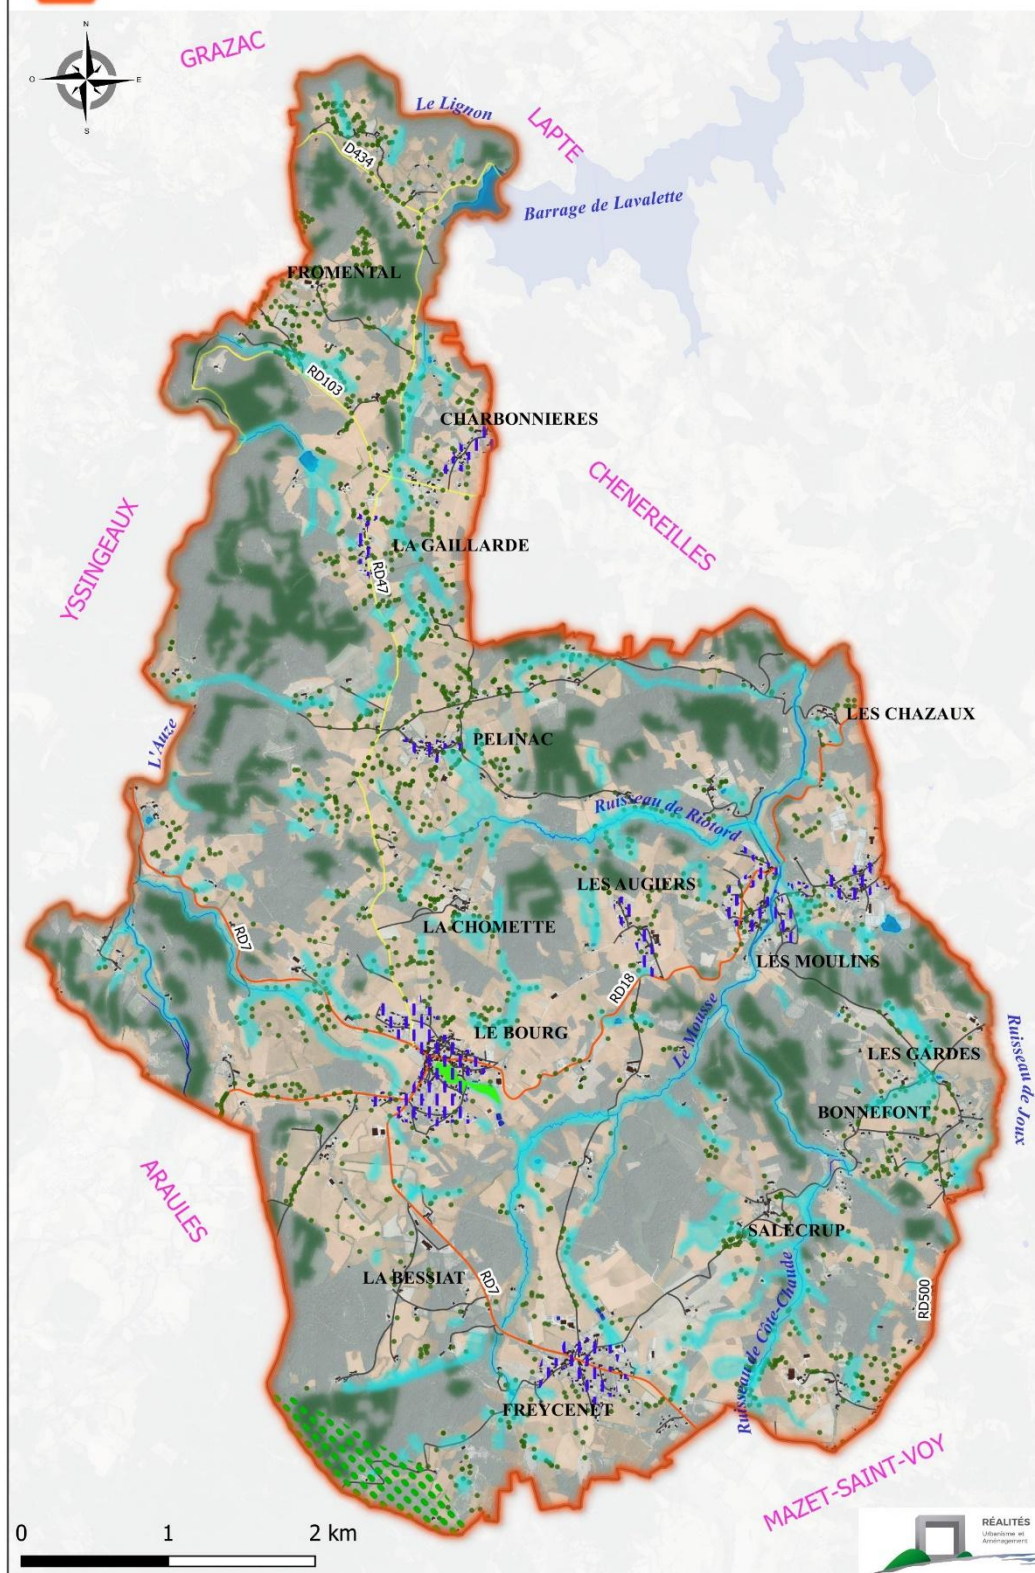 N
GRAZAC
O
E
S
Le Lignon
LAPTE
D434
Barrage de Lavalette
FROMENTAL
RD103
CHARBONNIERES
CHENEREILLES
YSSINGEAUX
LA GAILLARDE
RD47
L'Auze
LES CHAZAUX
PELINAC
Ruisseau de Riotord
LES AUGIERS
LA CHOMETTE
RD7
LES MOULINS
RD18
LE BOURG
Le Mousse
Ruisseau de Joux
LES GARDES
BONNEFONT
ARAULES
SALECRUP
LA BESSIAT
RD7
Ruisseau de Côte-Chaude
RD500
FREYCENET
MAZET-SAINT-VOY
0 1 2 km
RÉALITÉS
Urbanisme et
Aménagement